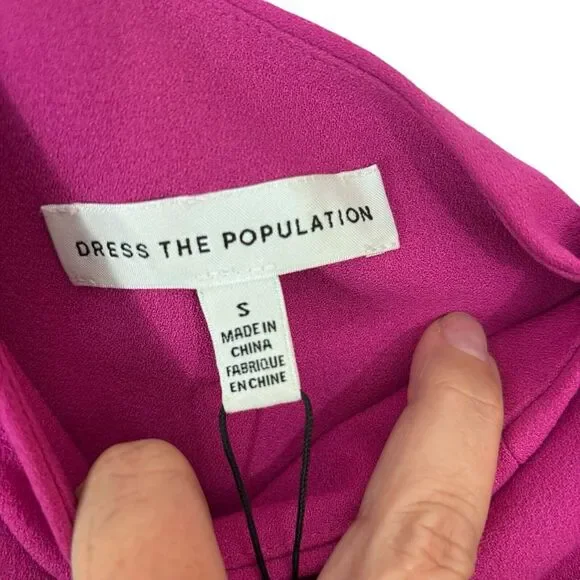 DRESS THE POPULATION
S
MADE IN
CHINA
FABRIQUE
EN CHINE